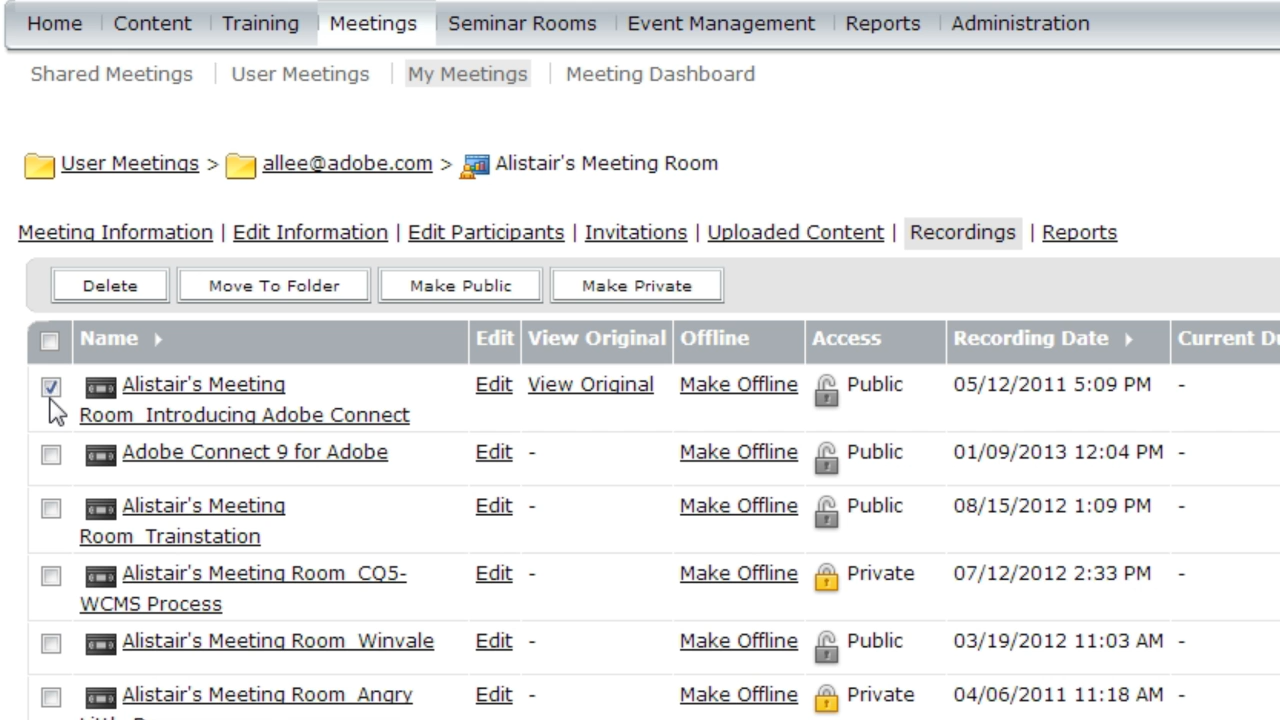 Home | Content | Training | Meetings | Seminar Rooms | Event Management | Reports | Administration
Shared Meetings | User Meetings | My Meetings | Meeting Dashboard
User Meetings > allee@adobe.com > Alistair's Meeting Room
Meeting Information | Edit Information | Edit Participants | Invitations | Uploaded Content | Recordings | Reports
Delete Move To Folder Make Public Make Private
Name Edit View Original Offline Access Recording Date Current
Alistair's Meeting Edit View Original Make Offline Public 05/12/2011 5:09 PM -
Room_Introducing Adobe Connect
Adobe Connect 9 for Adobe Edit - Make Offline Public 01/09/2013 12:04 PM -
Alistair's Meeting Edit - Make Offline Public 08/15/2012 1:09 PM -
Room_Trainstation
Alistair's Meeting Room_CQ5- Edit - Make Offline Private 07/12/2012 2:33 PM -
WCMS Process
Alistair's Meeting Room_Winvale Edit - Make Offline Public 03/19/2012 11:03 AM -
Alistair's Meeting Room_Angry Edit - Make Offline Private 04/06/2011 11:18 AM -